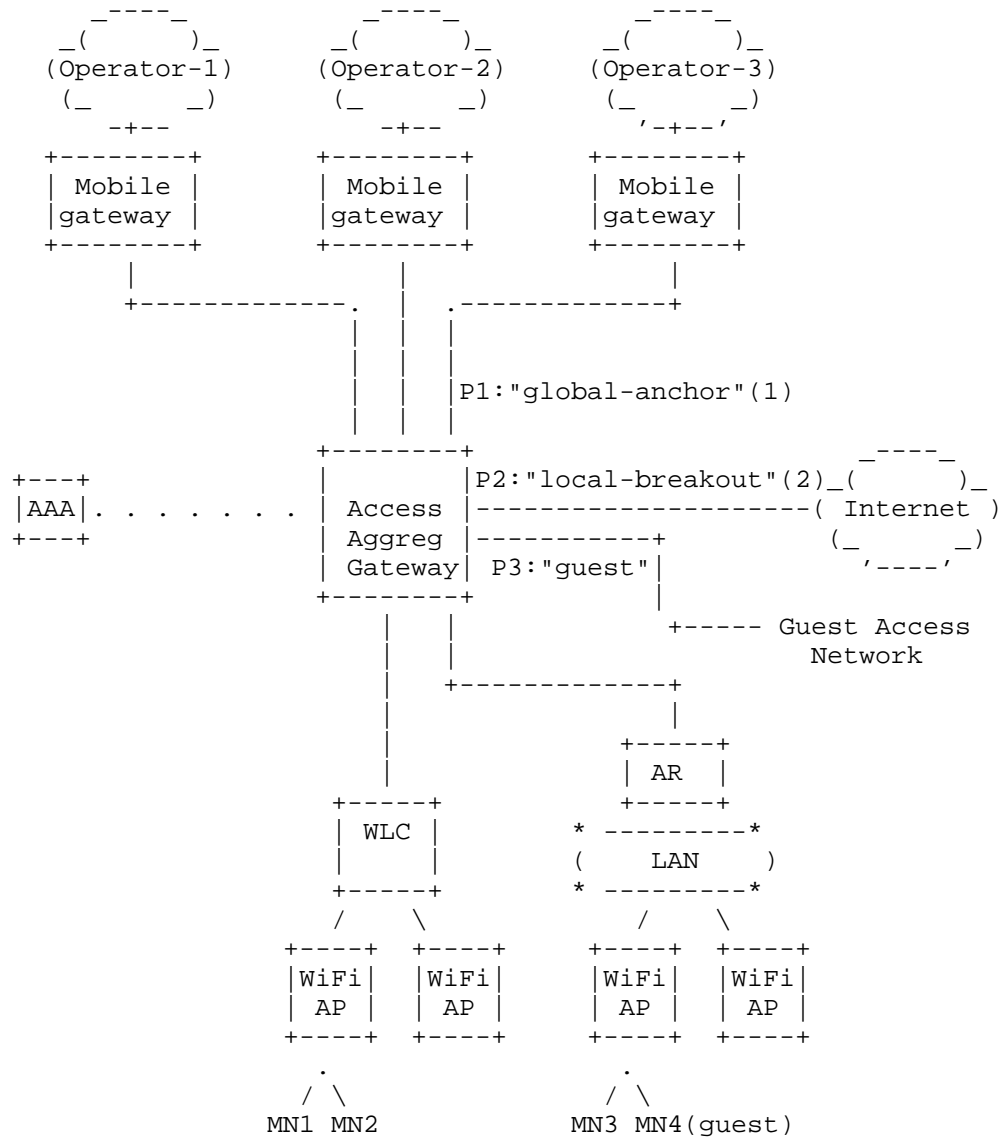 (Operator-1) (Operator-2) (Operator-3)
Mobile Mobile Mobile
gateway gateway gateway
P1:"global-anchor"(1)
P2:"local-breakout"(2)
AAA Access ( Internet )
Aggreg
Gateway P3:"guest"
Guest Access
Network
AR
WLC
LAN
WiFi WiFi WiFi WiFi
AP AP AP AP
MN1 MN2 MN3 MN4(guest)